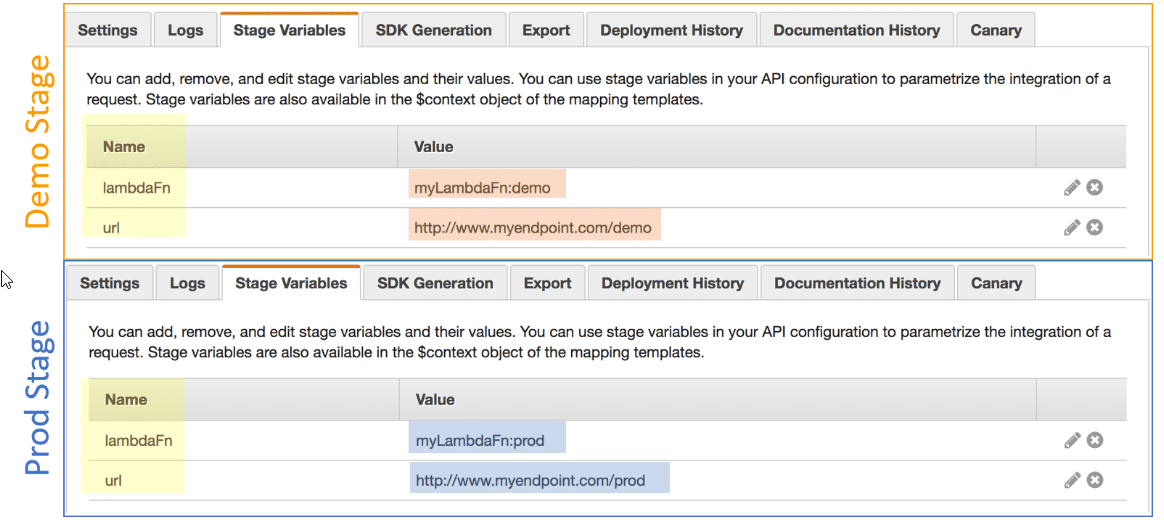 Demo Stage
Settings Logs Stage Variables SDK Generation Export Deployment History Documentation History Canary
You can add, remove, and edit stage variables and their values. You can use stage variables in your API configuration to parametrize the integration of a
request. Stage variables are also available in the $context object of the mapping templates.
Name Value
lambdaFn myLambdaFn:demo
url http://www.myendpoint.com/demo
Prod Stage
Settings Logs Stage Variables SDK Generation Export Deployment History Documentation History Canary
You can add, remove, and edit stage variables and their values. You can use stage variables in your API configuration to parametrize the integration of a
request. Stage variables are also available in the $context object of the mapping templates.
Name Value
lambdaFn myLambdaFn:prod
url http://www.myendpoint.com/prod